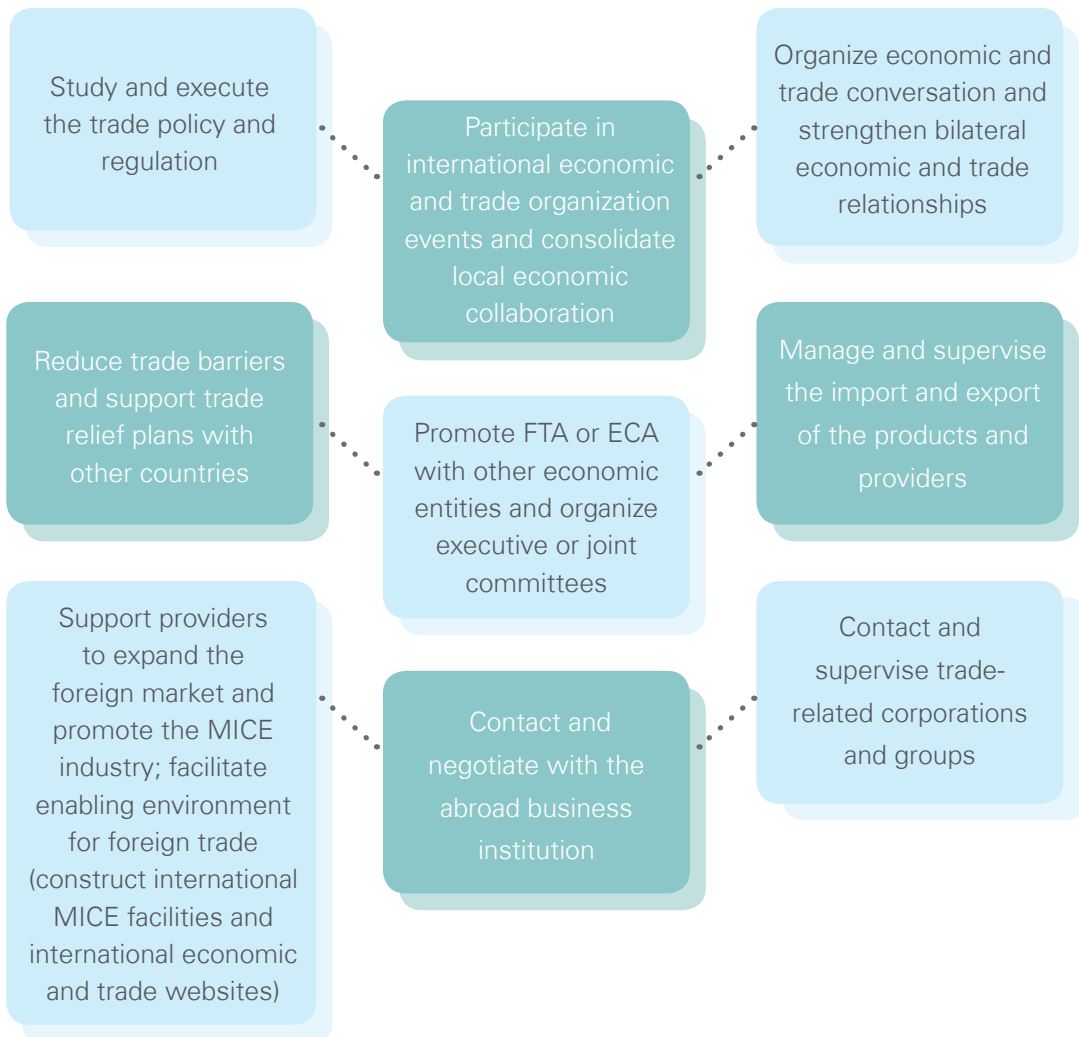 Study and execute
the trade policy and
regulation
Participate in
international economic
and trade organization
events and consolidate
local economic
collaboration
Organize economic and
trade conversation and
strengthen bilateral
economic and trade
relationships
Reduce trade barriers
and support trade
relief plans with
other countries
Promote FTA or ECA
with other economic
entities and organize
executive or joint
committees
Manage and supervise
the import and export
of the products and
providers
Support providers
to expand the
foreign market and
promote the MICE
industry; facilitate
enabling environment
for foreign trade
(construct international
MICE facilities and
international economic
and trade websites)
Contact and
negotiate with the
abroad business
institution
Contact and
supervise trade-
related corporations
and groups